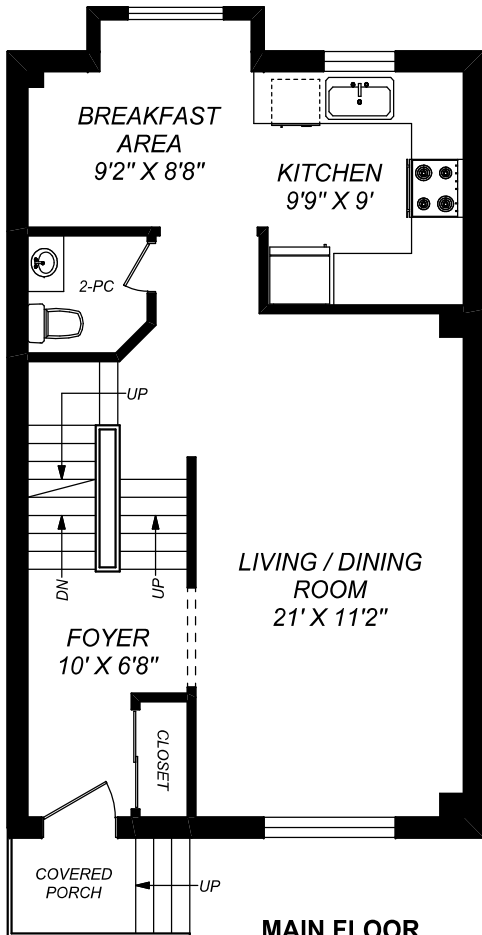 BREAKFAST
AREA
9'2" X 8'8"
KITCHEN
9'9" X 9'
2-PC
UP
DN
UP
LIVING / DINING
ROOM
21' X 11'2"
FOYER
10' X 6'8"
CLOSET
COVERED
PORCH
UP
MAIN FLOOR